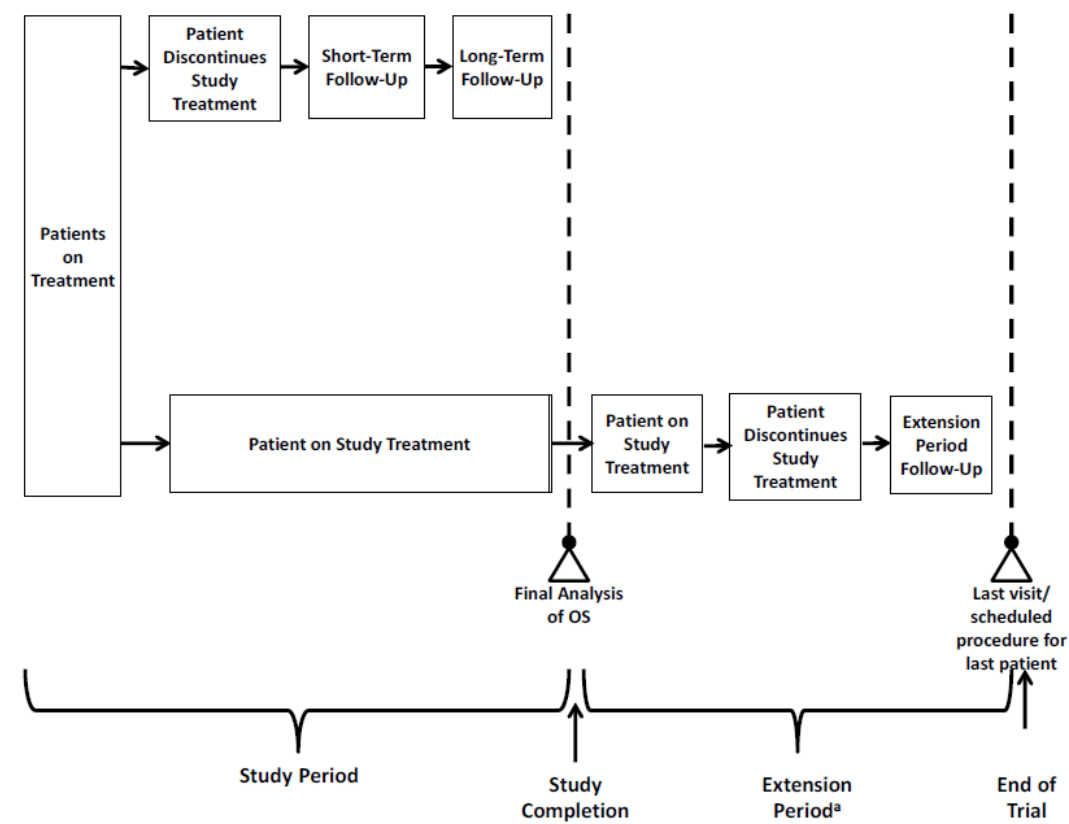 Patient
Discontinues
Study
Treatment
Short-Term
Follow-Up
Long-Term
Follow-Up
Patients
on
Treatment
Patient on Study Treatment
Patient on
Study
Treatment
Patient
Discontinues
Study
Treatment
Extension
Period
Follow-Up
Final Analysis
of OS
Last visit/
scheduled
procedure for
last patient
Study Period
Study
Completion
Extension
Periodᵃ
End of
Trial